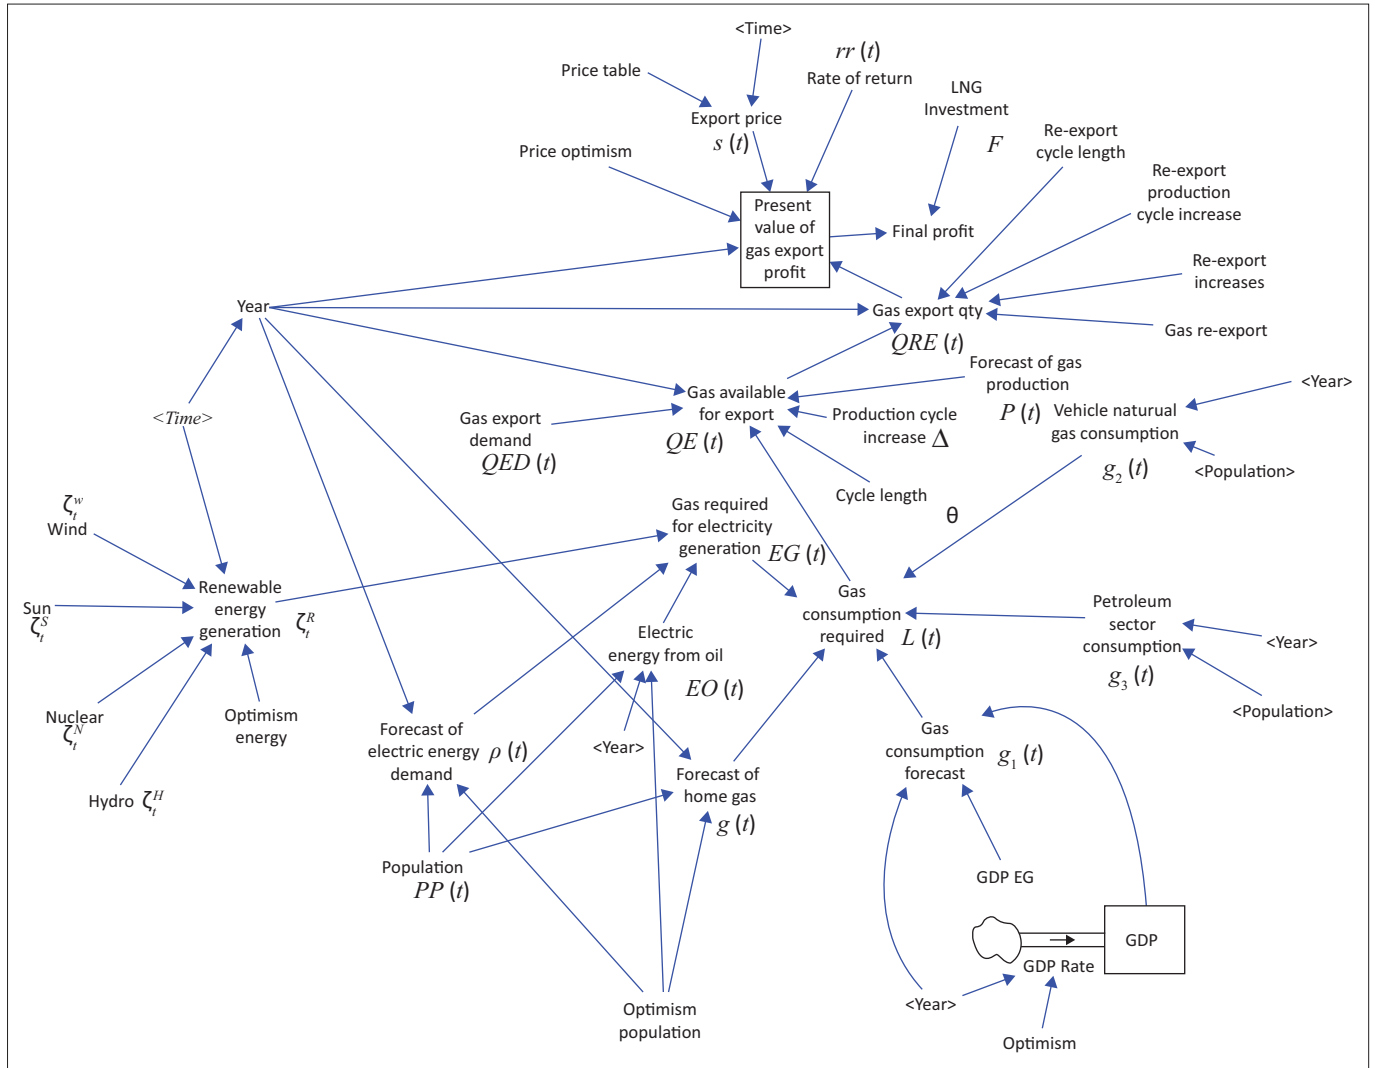 <Time>
rr (t)
Price table
Rate of return
LNG
Investment
Export price
s (t)
F
Re-export
cycle length
Price optimism
Re-export
production
cycle increase
Present
value of
gas export
profit
Final profit
Re-export
increases
Year
Gas export qty
QRE (t)
Gas re-export
Forecast of gas
production
P (t)
<Year>
<Time>
Gas available
for export
QE (t)
Gas export
demand
QED (t)
Production cycle
increase Δ
Vehicle naturual
gas consumption
g2 (t)
<Population>
Cycle length
θ
ζ_t^w
Wind
Gas required
for electricity
generation EG (t)
Renewable
energy
generation ζ_t^R
Sun
ζ_t^S
Gas
consumption
required L (t)
Petroleum
sector
consumption
g3 (t)
<Year>
<Population>
Electric
energy from oil
EO (t)
Nuclear
ζ_t^N
Optimism
energy
Forecast of
electric energy
demand ρ (t)
<Year>
Gas
consumption
forecast
g1 (t)
Hydro ζ_t^H
Forecast of
home gas
g (t)
Population
PP (t)
GDP EG
GDP
GDP Rate
Optimism
population
<Year>
Optimism